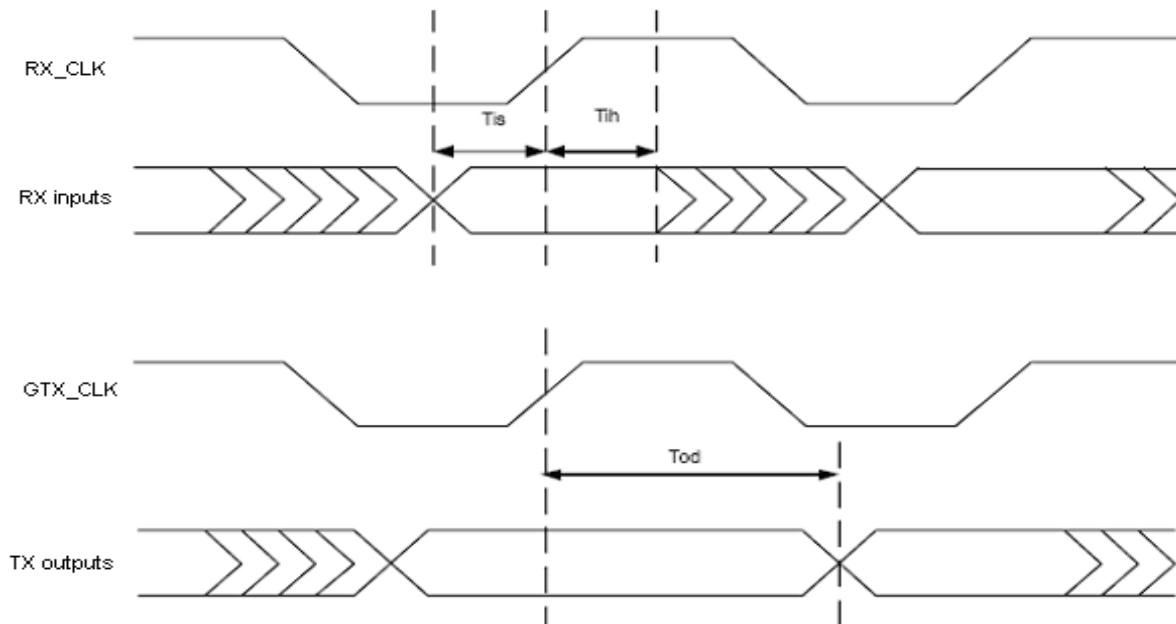 RX_CLK
Tis
Tih
RX inputs
GTX_CLK
Tod
TX outputs